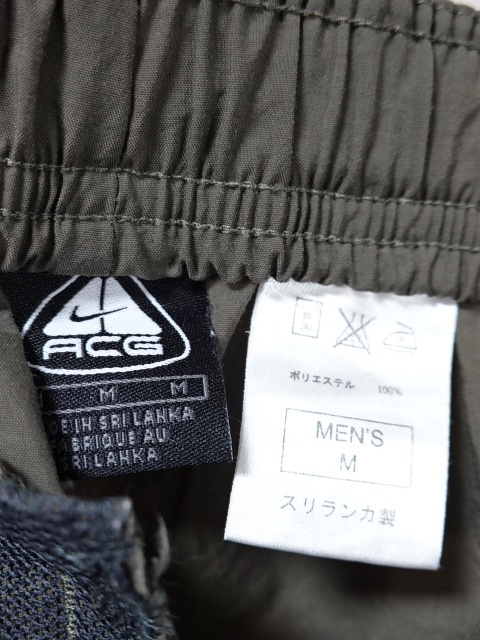 ACG
M M
DE IN SRI LANKA
ABRIQUE AU
SRI LANKA
ポリエステル 100%
MEN'S
M
スリランカ製